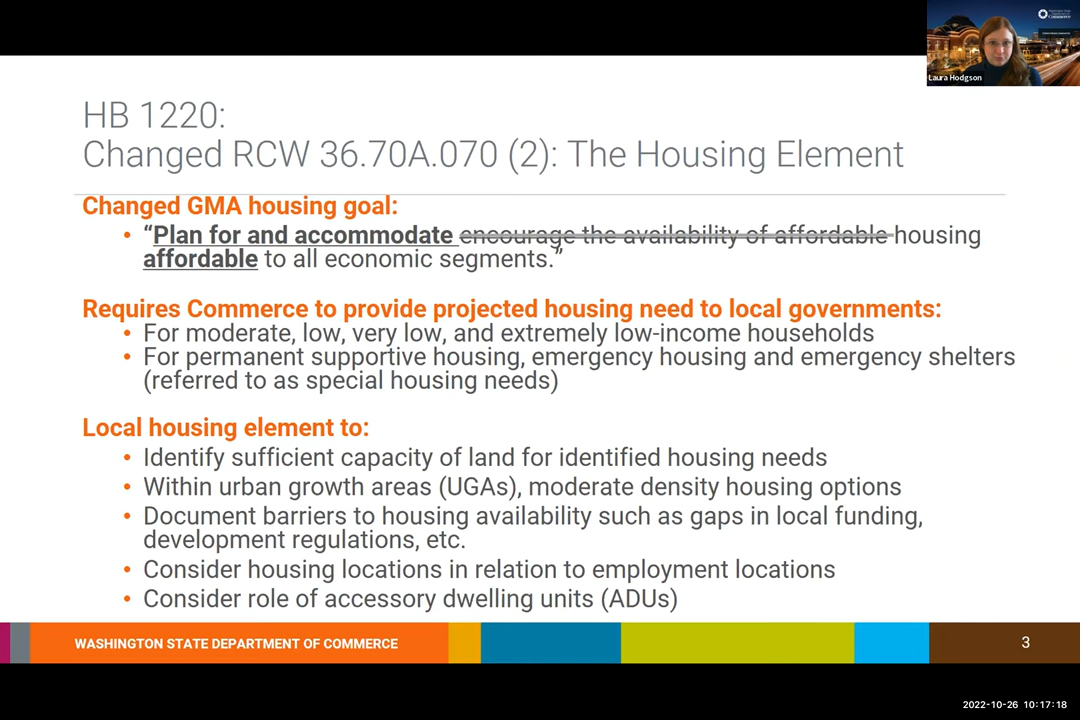 Washington State
Department of
Commerce
Laura Hodgson
HB 1220:
Changed RCW 36.70A.070 (2): The Housing Element
Changed GMA housing goal:
• “Plan for and accommodate encourage the availability of affordable housing
affordable to all economic segments.”
Requires Commerce to provide projected housing need to local governments:
• For moderate, low, very low, and extremely low-income households
• For permanent supportive housing, emergency housing and emergency shelters
(referred to as special housing needs)
Local housing element to:
• Identify sufficient capacity of land for identified housing needs
• Within urban growth areas (UGAs), moderate density housing options
• Document barriers to housing availability such as gaps in local funding,
development regulations, etc.
• Consider housing locations in relation to employment locations
• Consider role of accessory dwelling units (ADUs)
WASHINGTON STATE DEPARTMENT OF COMMERCE
3
2022-10-26 10:17:18